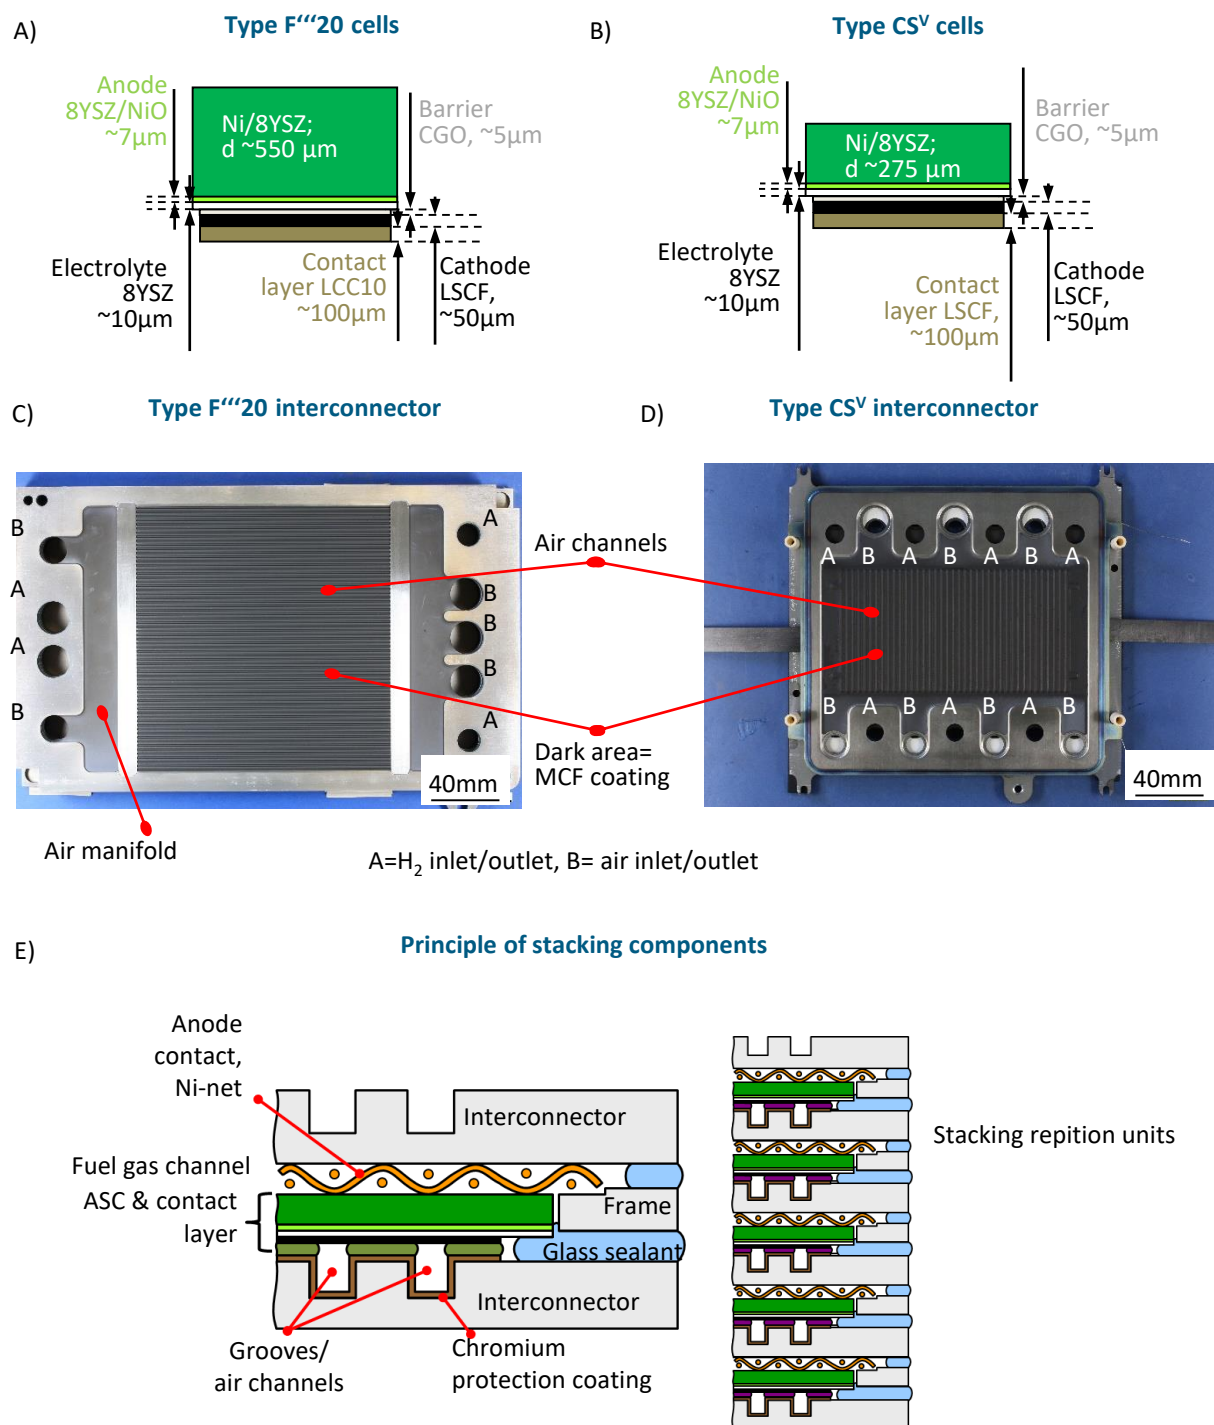 A)
Type F‘‘‘20 cells
B)
Type CSⱽ cells
Anode
8YSZ/NiO
~7µm
Ni/8YSZ;
d ~550 µm
Barrier
CGO, ~5µm
Electrolyte
8YSZ
~10µm
Contact
layer LCC10
~100µm
Cathode
LSCF,
~50µm
Anode
8YSZ/NiO
~7µm
Ni/8YSZ;
d ~275 µm
Barrier
CGO, ~5µm
Electrolyte
8YSZ
~10µm
Contact
layer LSCF,
~100µm
Cathode
LSCF,
~50µm
C)
Type F‘‘‘20 interconnector
D)
Type CSⱽ interconnector
B
A
A
B
A
B
B
B
A
40mm
Air channels
Dark area=
MCF coating
Air manifold
A B A B A B A
B A B A B A B
40mm
A=H₂ inlet/outlet, B= air inlet/outlet
E)
Principle of stacking components
Anode
contact,
Ni-net
Interconnector
Fuel gas channel
ASC & contact
layer
Frame
Glass sealant
Interconnector
Grooves/
air channels
Chromium
protection coating
Stacking repition units